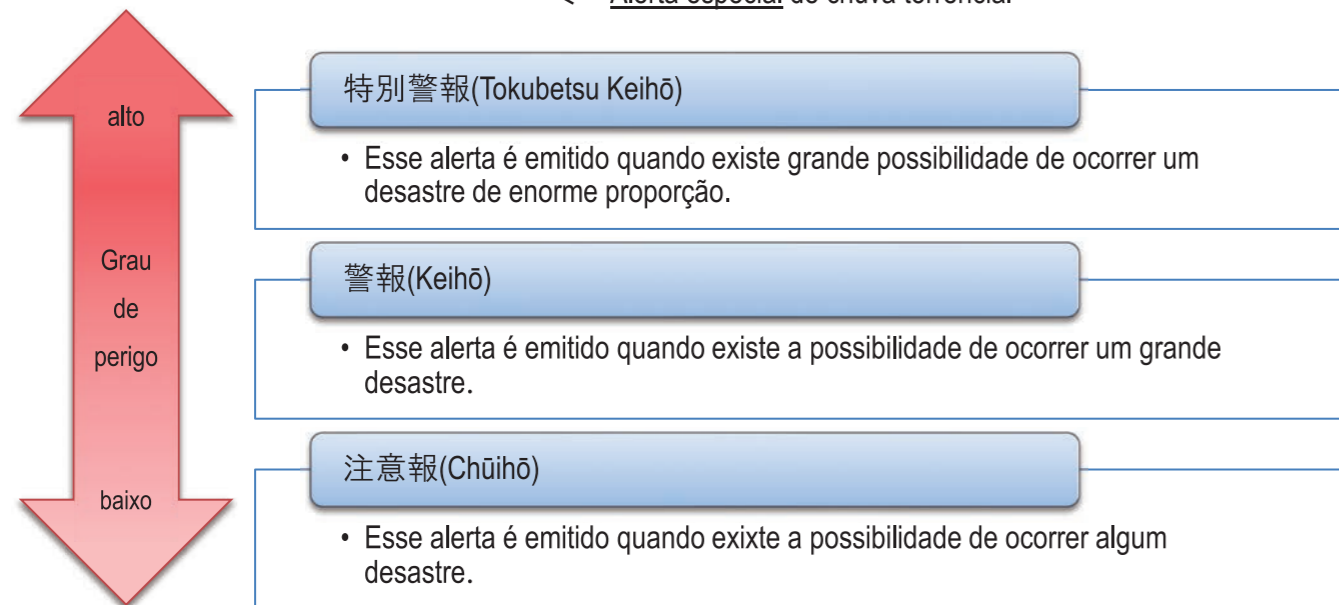 Alerta especial de chuva torrencial
alto
Grau
de
perigo
baixo
特別警報(Tokubetsu Keihō)
• Esse alerta é emitido quando existe grande possibilidade de ocorrer um
desastre de enorme proporção.
警報(Keihō)
• Esse alerta é emitido quando existe a possibilidade de ocorrer um grande
desastre.
注意報(Chūihō)
• Esse alerta é emitido quando exixte a possibilidade de ocorrer algum
desastre.